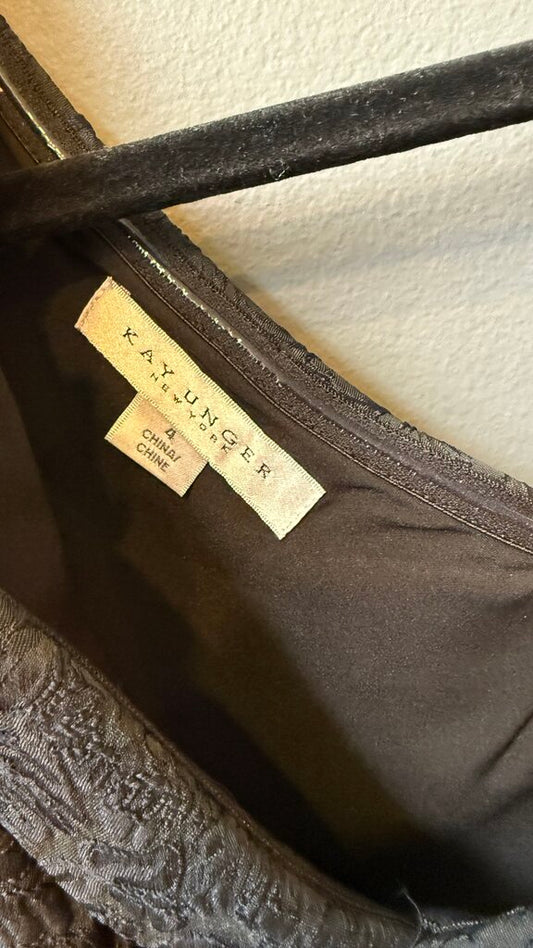 KAY UNGER
NEW YORK
4
CHINA/
CHINE